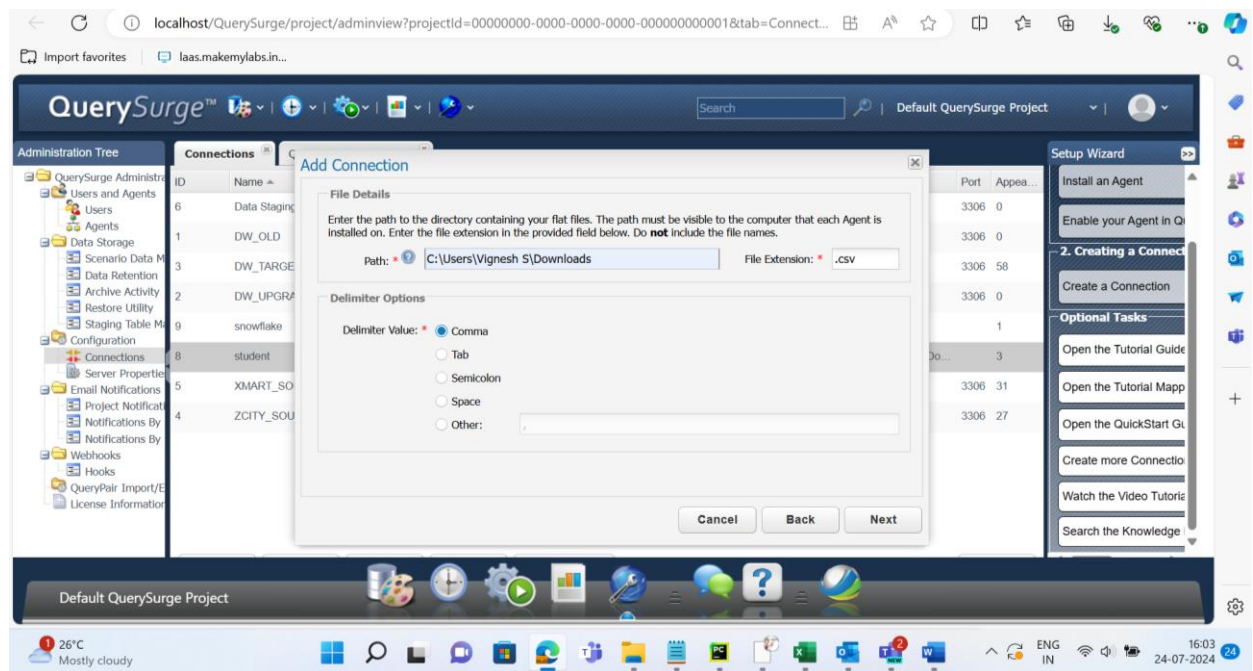 localhost/QuerySurge/project/adminview?projectId=00000000-0000-0000-0000-000000000001&tab=Connect...
Import favorites
laas.makemylabs.in...
QuerySurge™
Search
Default QuerySurge Project
Administration Tree
QuerySurge Administra
Users and Agents
Users
Agents
Data Storage
Scenario Data M
Data Retention
Archive Activity
Restore Utility
Staging Table Ma
Configuration
Connections
Server Propertie
Email Notifications
Project Notificati
Notifications By
Notifications By
Webhooks
Hooks
QueryPair Import/E
License Information
Connections
ID Name Port Appea...
6 Data Staging 3306 0
1 DW_OLD 3306 0
3 DW_TARGE 3306 58
2 DW_UPGRA 3306 0
9 snowflake 1
8 student Do... 3
5 XMART_SO 3306 31
4 ZCITY_SOU 3306 27
Add Connection
File Details
Enter the path to the directory containing your flat files. The path must be visible to the computer that each Agent is
installed on. Enter the file extension in the provided field below. Do not include the file names.
Path: * C:\Users\Vignesh S\Downloads File Extension: * .csv
Delimiter Options
Delimiter Value: * Comma
Tab
Semicolon
Space
Other: ,
Cancel Back Next
Setup Wizard >>
Install an Agent
Enable your Agent in Qu
2. Creating a Connect
Create a Connection
Optional Tasks
Open the Tutorial Guide
Open the Tutorial Mapp
Open the QuickStart Gu
Create more Connectio
Watch the Video Tutoria
Search the Knowledge
Default QuerySurge Project
26°C
Mostly cloudy
ENG
IN
16:03
24-07-2024
24